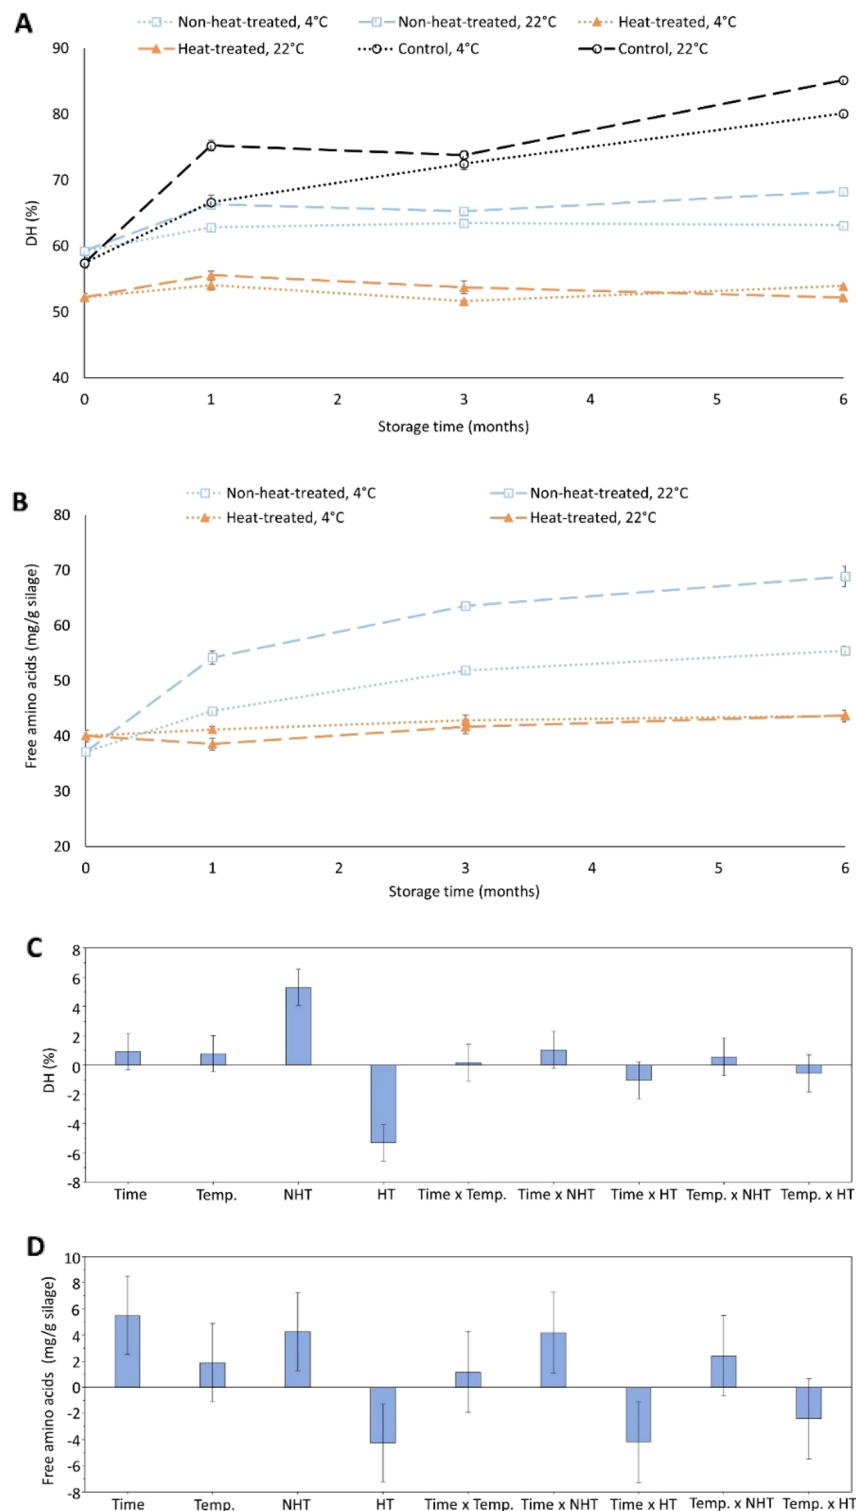 A
Non-heat-treated, 4°C
Non-heat-treated, 22°C
Heat-treated, 4°C
Heat-treated, 22°C
Control, 4°C
Control, 22°C
90
80
70
60
50
40
DH (%)
0 1 2 3 4 5 6
Storage time (months)
B
Non-heat-treated, 4°C
Non-heat-treated, 22°C
Heat-treated, 4°C
Heat-treated, 22°C
80
70
60
50
40
30
20
Free amino acids (mg/g silage)
0 1 2 3 4 5 6
Storage time (months)
C
8
6
4
2
0
-2
-4
-6
-8
DH (%)
Time Temp. NHT HT Time x Temp. Time x NHT Time x HT Temp. x NHT Temp. x HT
D
10
8
6
4
2
0
-2
-4
-6
-8
Free amino acids (mg/g silage)
Time Temp. NHT HT Time x Temp. Time x NHT Time x HT Temp. x NHT Temp. x HT